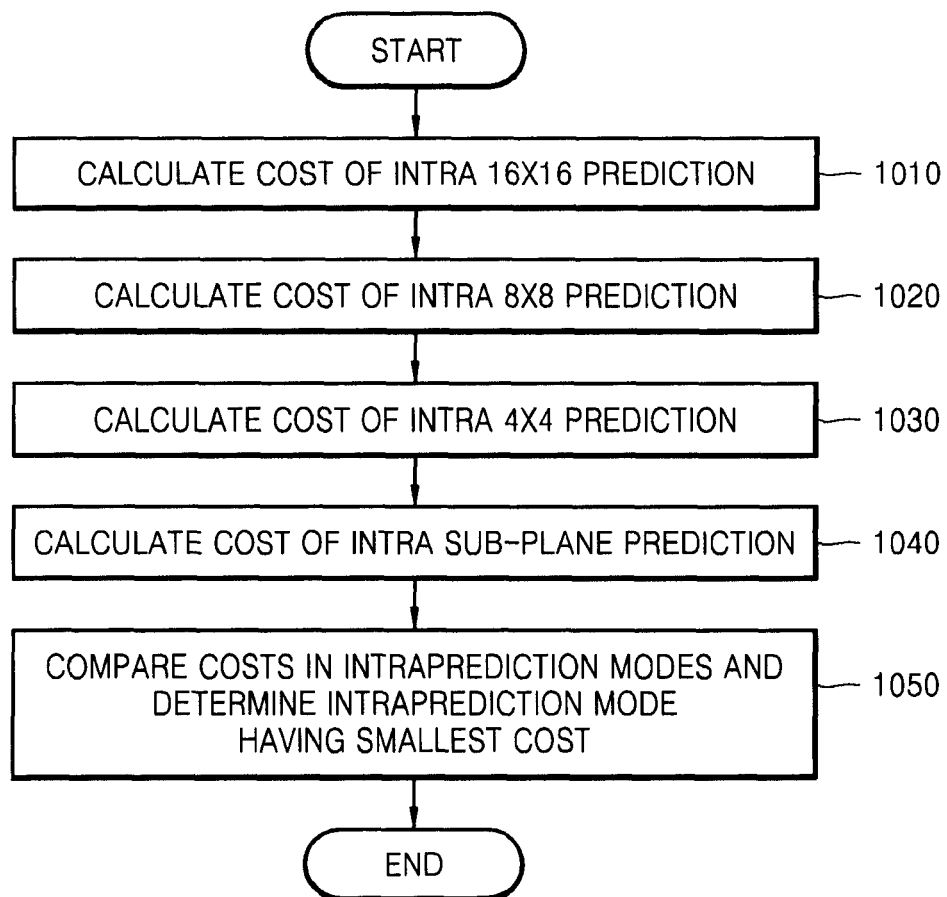 START
CALCULATE COST OF INTRA 16X16 PREDICTION
1010
CALCULATE COST OF INTRA 8X8 PREDICTION
1020
CALCULATE COST OF INTRA 4X4 PREDICTION
1030
CALCULATE COST OF INTRA SUB-PLANE PREDICTION
1040
COMPARE COSTS IN INTRAPREDICTION MODES AND
DETERMINE INTRAPREDICTION MODE
HAVING SMALLEST COST
1050
END